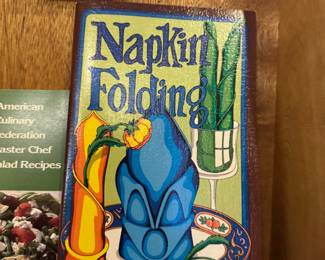 Napkin
Folding
American
Culinary
Federation
Master Chef
Salad Recipes